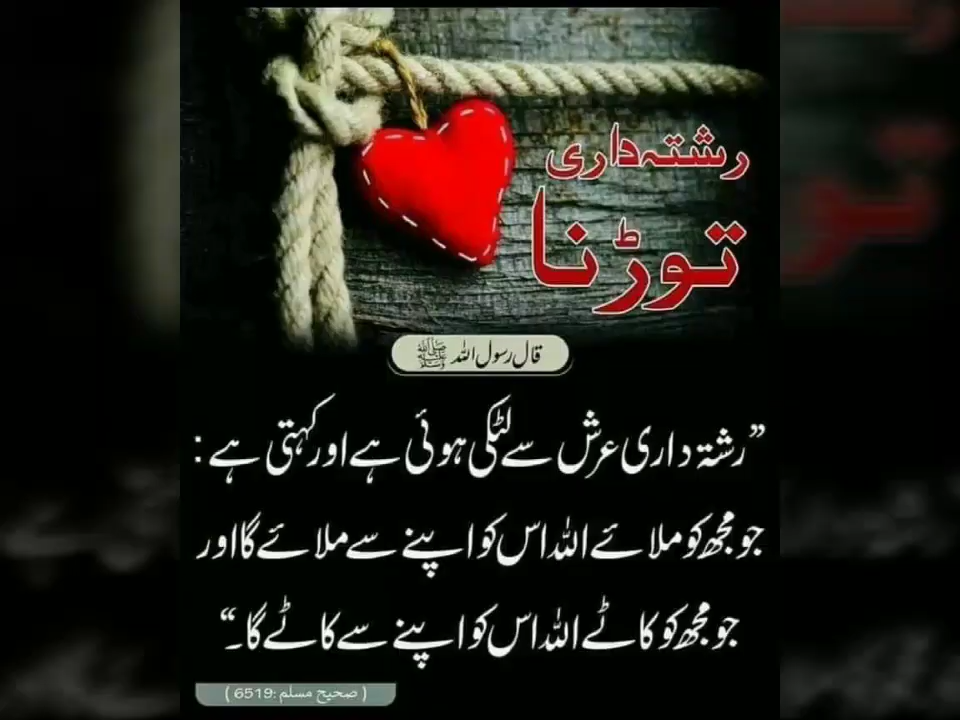 رشتہ داری
توڑنا
قال رسول اللہ ﷺ
”رشتہ داری عرش سے لٹکی ہوئی ہے اور کہتی ہے :
جو مجھ کو ملائے اللہ اس کو اپنے سے ملائے گا اور
جو مجھ کو کاٹے اللہ اس کو اپنے سے کاٹے گا۔“
( صحیح مسلم :6519 )